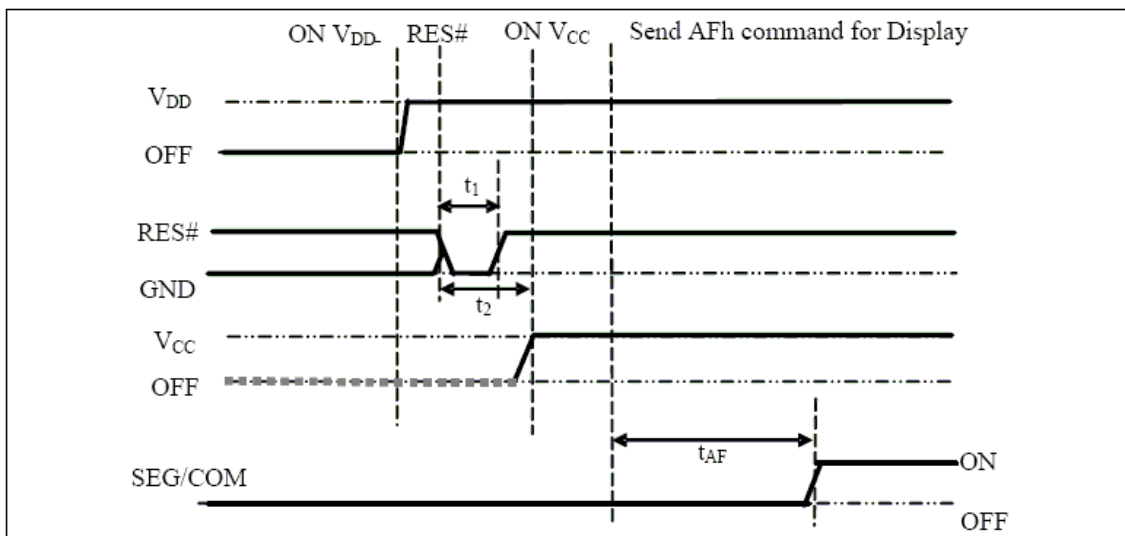 ON VDD- RES# ON VCC Send AFh command for Display
VDD
OFF
t1
RES#
GND
t2
VCC
OFF
tAF
SEG/COM
ON
OFF